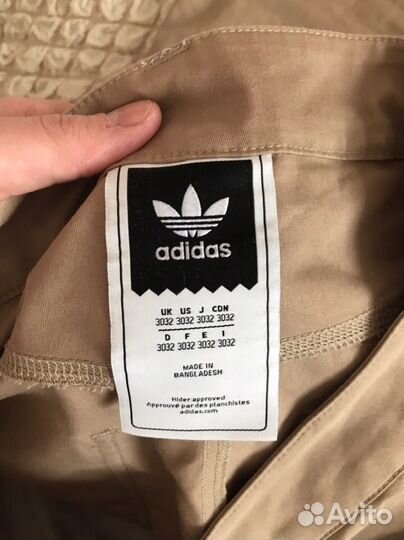 adidas
UK US J CDN
3032 3032 3032 3032
D F E I
3032 3032 3032 3032
MADE IN
BANGLADESH
Rider approved
Approuvé par des planchistes
adidas.com
Avito